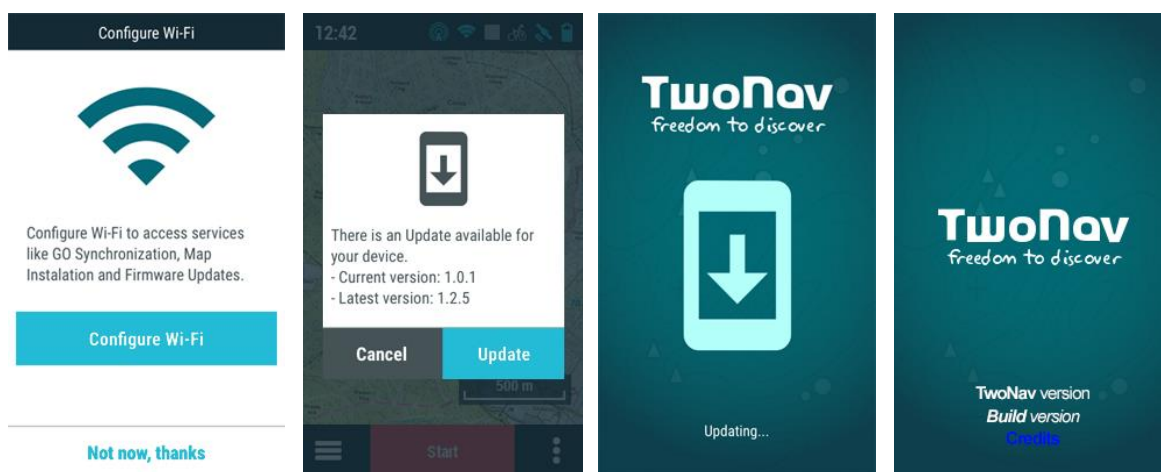 Configure Wi-Fi
Configure Wi-Fi to access services
like GO Synchronization, Map
Instalation and Firmware Updates.
Configure Wi-Fi
Not now, thanks
12:42
There is an Update available for
your device.
- Current version: 1.0.1
- Latest version: 1.2.5
Cancel
Update
500 m
Start
TwoNav
freedom to discover
Updating...
TwoNav
freedom to discover
TwoNav version
Build version
Credits